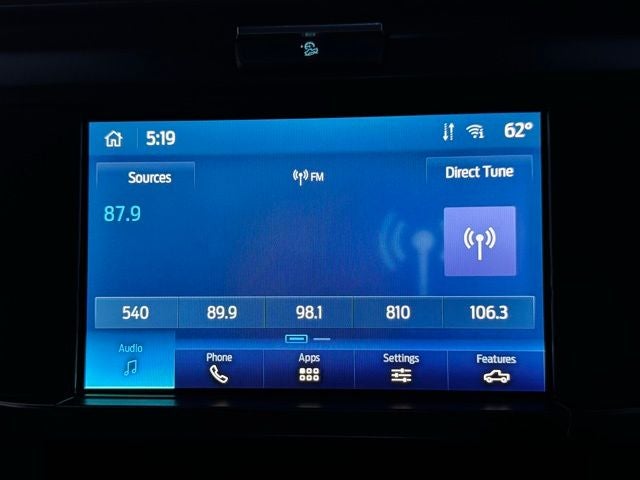 5:19 62°
Sources FM Direct Tune
87.9
540 89.9 98.1 810 106.3
Audio Phone Apps Settings Features